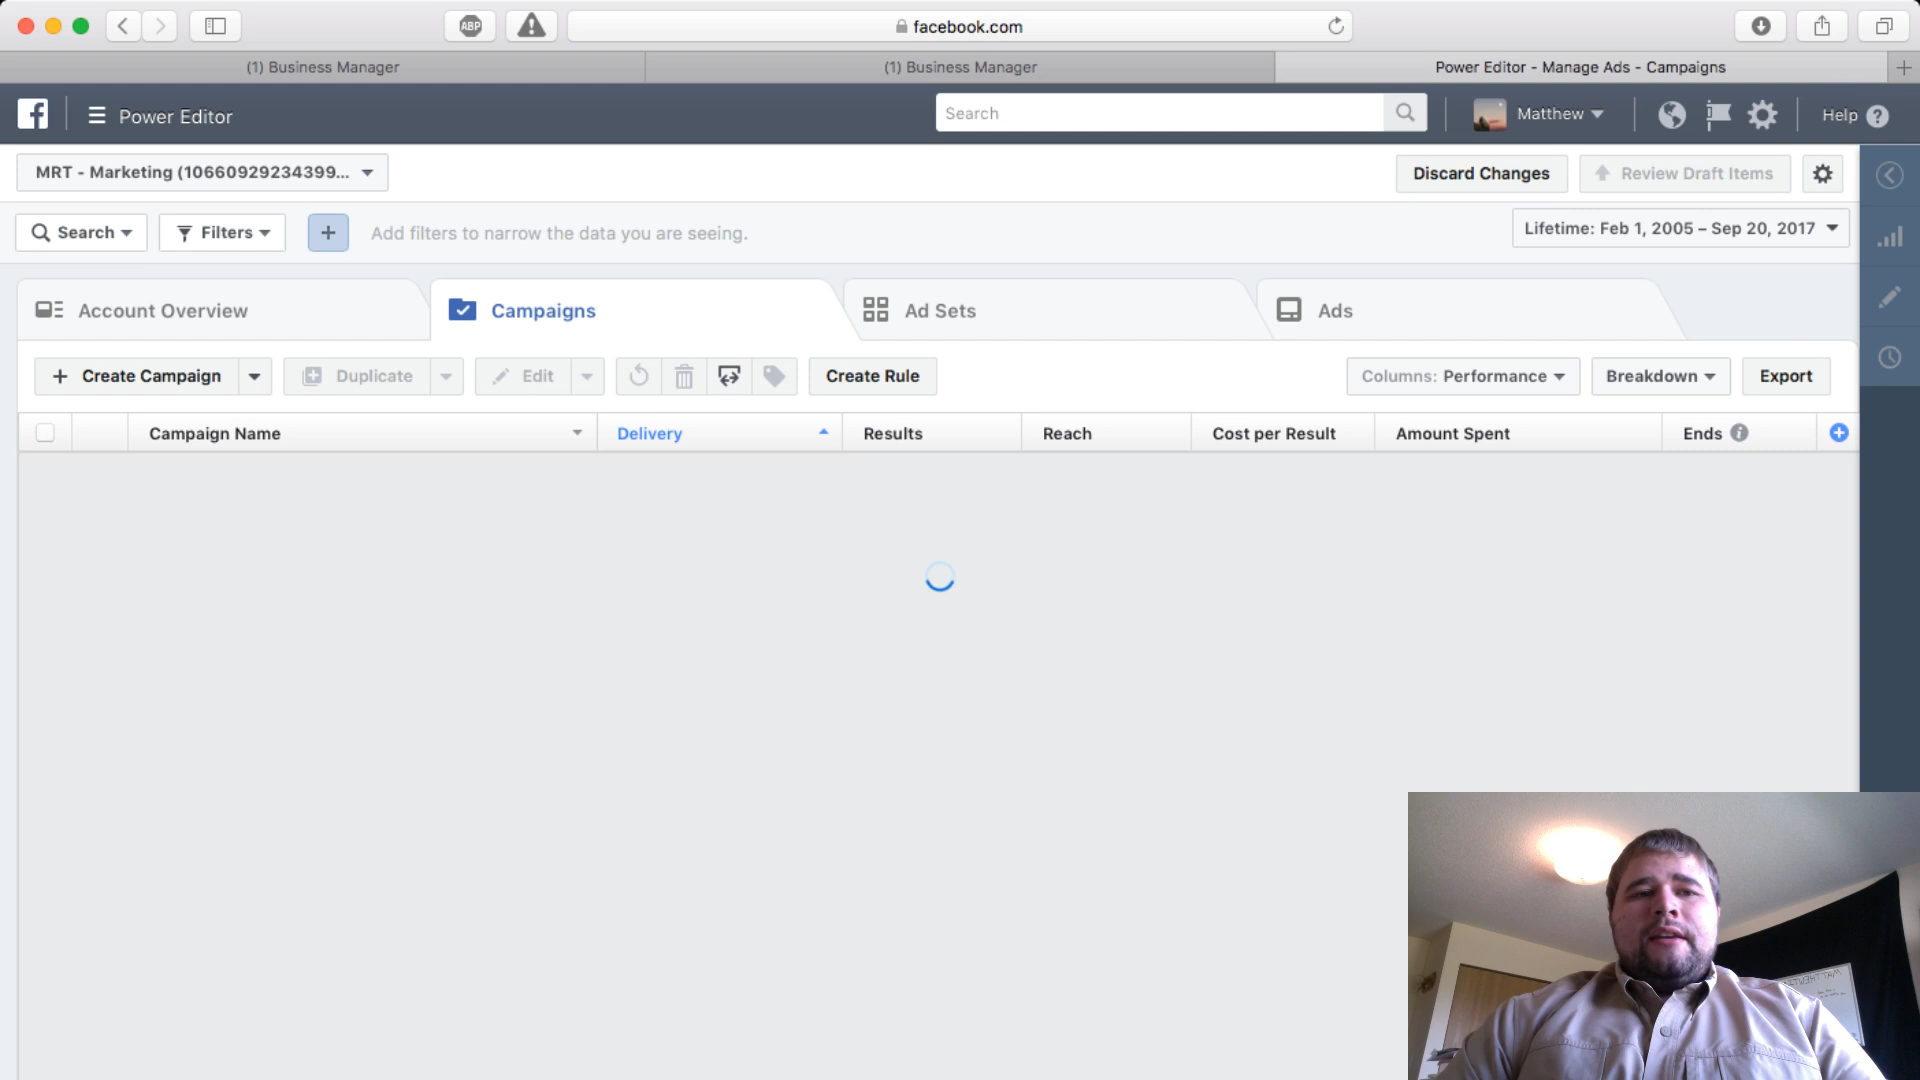 ABP
facebook.com
(1) Business Manager
(1) Business Manager
Power Editor - Manage Ads - Campaigns
Power Editor
Search
Matthew
Help
MRT - Marketing (10660929234399...
Discard Changes
Review Draft Items
Search
Filters
Add filters to narrow the data you are seeing.
Lifetime: Feb 1, 2005 – Sep 20, 2017
Account Overview
Campaigns
Ad Sets
Ads
Create Campaign
Duplicate
Edit
Create Rule
Columns: Performance
Breakdown
Export
Campaign Name
Delivery
Results
Reach
Cost per Result
Amount Spent
Ends